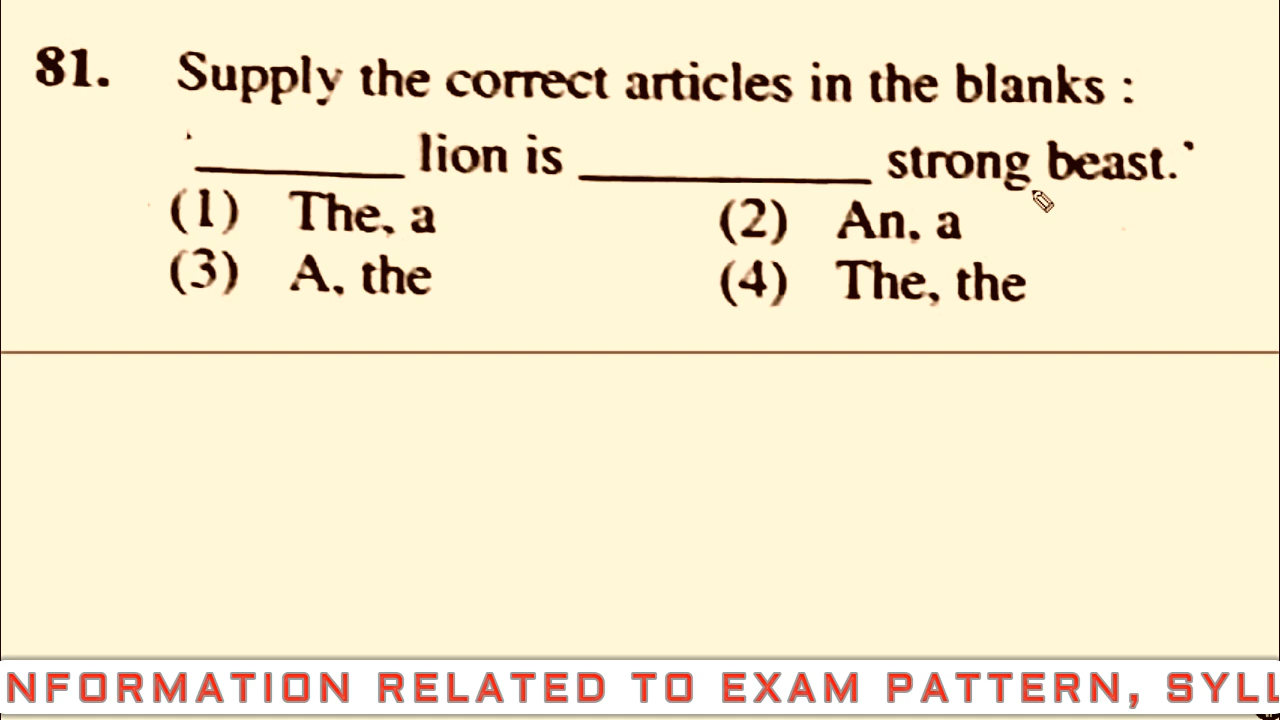 81. Supply the correct articles in the blanks :
'________ lion is ____________ strong beast.'
(1) The, a (2) An, a
(3) A, the (4) The, the
NFORMATION RELATED TO EXAM PATTERN, SYLL